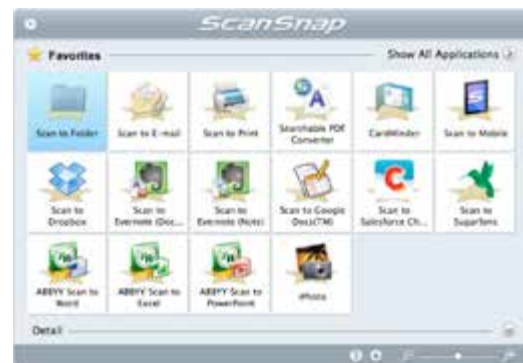 ScanSnap
Favorites
Show All Applications
Scan to Folder
Scan to E-mail
Scan to Print
Searchable PDF
Converter
CardMinder
Scan to Mobile
Scan to
Dropbox
Scan to
Evernote (Doc...
Scan to
Evernote (Note)
Scan to Google
Docs(TM)
Scan to
Salesforce Ch...
Scan to
SugarSync
ABBYY Scan to
Word
ABBYY Scan to
Excel
ABBYY Scan to
PowerPoint
iPhoto
Detail